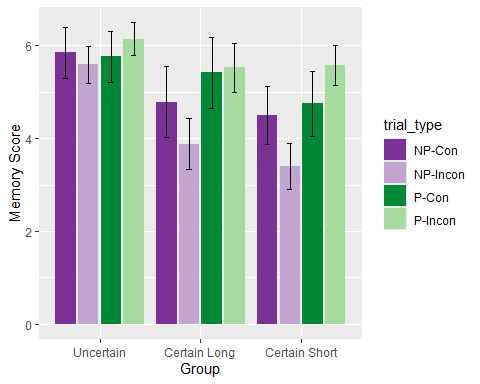 6
4
2
0
Memory Score
Uncertain
Certain Long
Certain Short
Group
trial_type
NP-Con
NP-Incon
P-Con
P-Incon